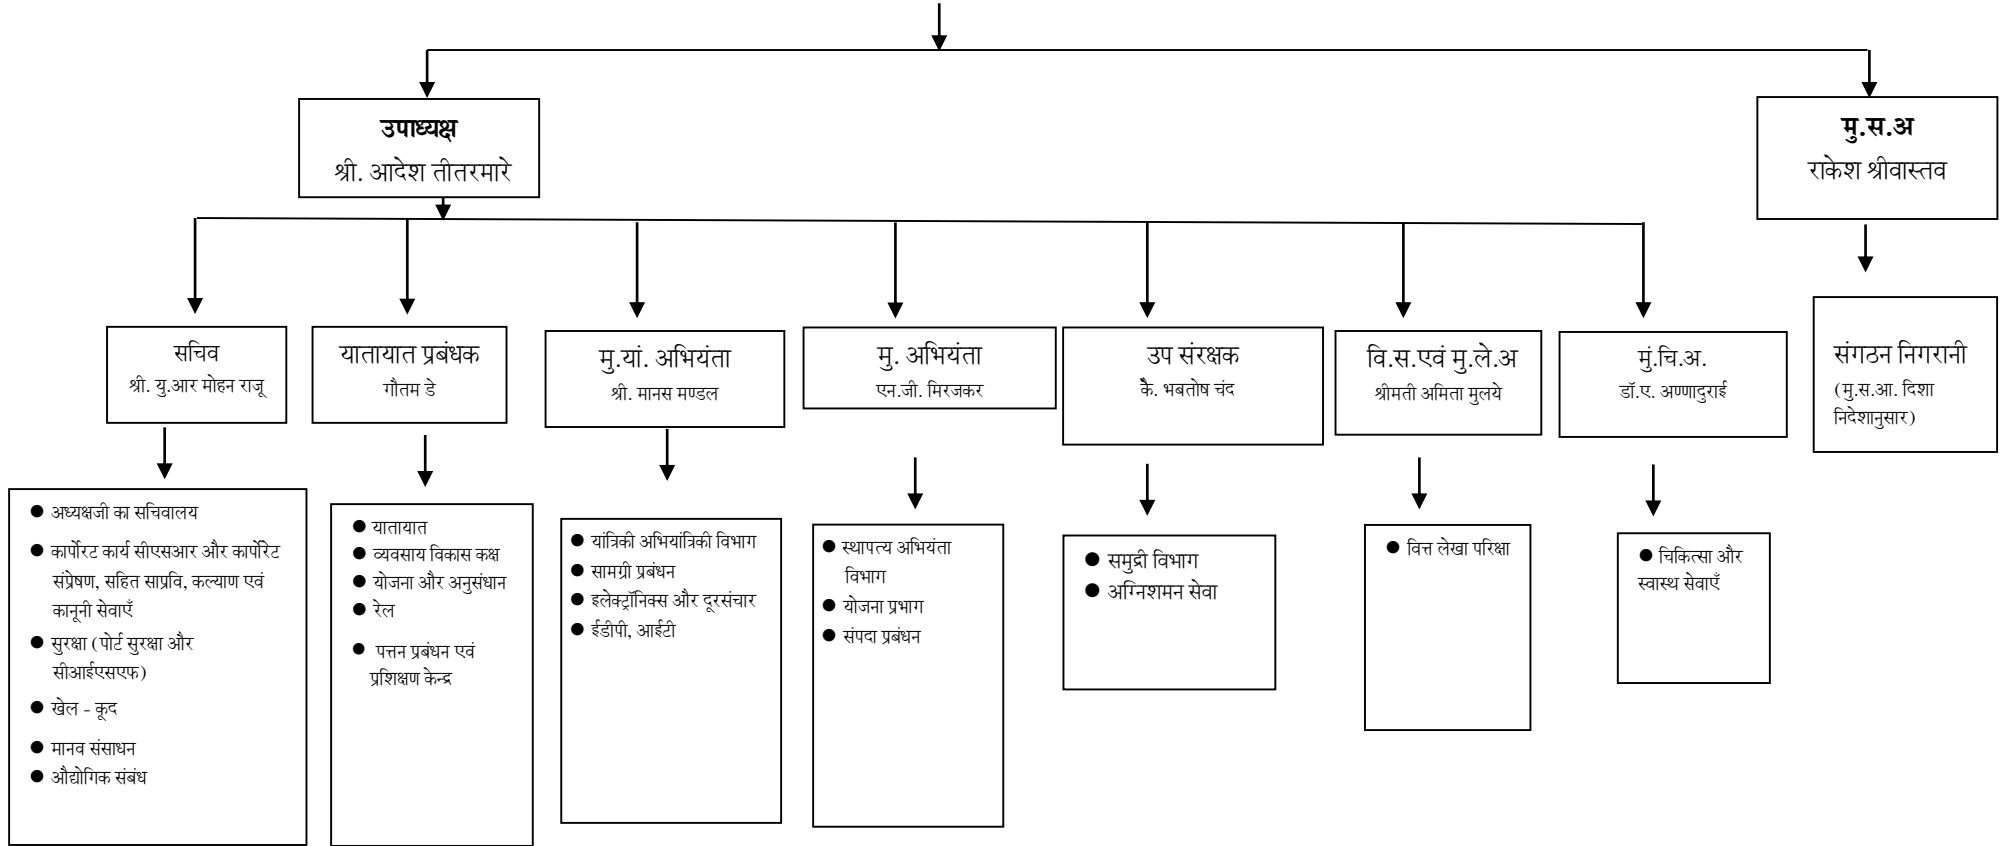 उपाध्यक्ष
श्री. आदेश तीतरमारे
मु.स.अ
राकेश श्रीवास्तव
सचिव
श्री. यु.आर मोहन राजू
यातायात प्रबंधक
गौतम डे
मु.यां. अभियंता
श्री. मानस मण्डल
मु. अभियंता
एन.जी. मिरजकर
उप संरक्षक
कै. भबतोष चंद
वि.स.एवं मु.ले.अ
श्रीमती अमिता मुलये
मुं.चि.अ.
डॉ.ए. अण्णादुराई
संगठन निगरानी
(मु.स.आ. दिशा
निदेशानुसार)
● अध्यक्षजी का सचिवालय
● कार्पोरट कार्य सीएसआर और कार्पोरेट
संप्रेषण, सहित साप्रवि, कल्याण एवं
कानूनी सेवाएँ
● सुरक्षा (पोर्ट सुरक्षा और
सीआईएसएफ)
● खेल - कूद
● मानव संसाधन
● औद्योगिक संबंध
● यातायात
● व्यवसाय विकास कक्ष
● योजना और अनुसंधान
● रेल
● पत्तन प्रबंधन एवं
प्रशिक्षण केन्द्र
● यांत्रिकी अभियांत्रिकी विभाग
● सामग्री प्रबंधन
● इलेक्ट्रॉनिक्स और दूरसंचार
● ईडीपी, आईटी
● स्थापत्य अभियंता
विभाग
● योजना प्रभाग
● संपदा प्रबंधन
● समुद्री विभाग
● अग्निशमन सेवा
● वित्त लेखा परिक्षा
● चिकित्सा और
स्वास्थ सेवाएँ